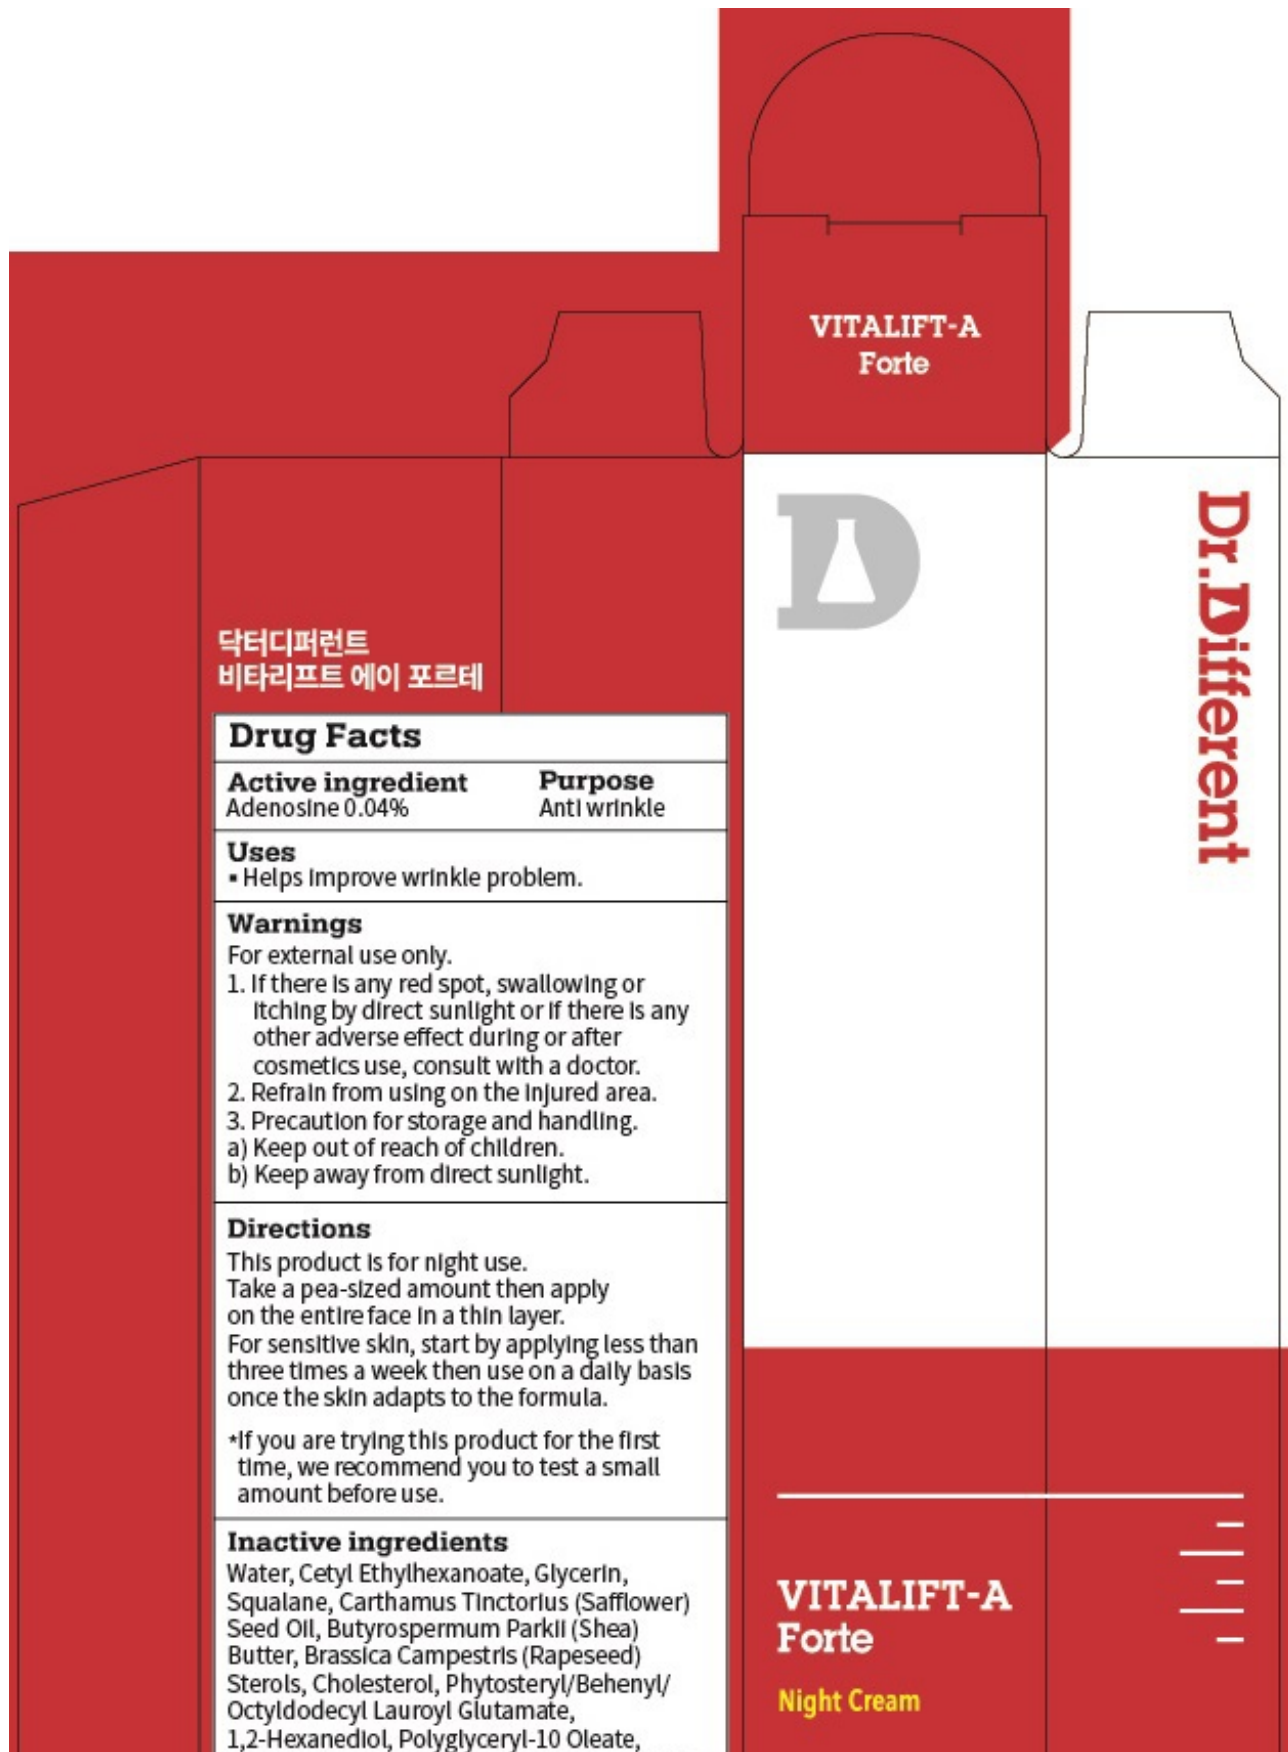 VITALIFT-A
Forte
Dr.Different
닥터디퍼런트
비타리프트 에이 포르테
Drug Facts
Active ingredient Purpose
Adenosine 0.04% Anti wrinkle
Uses
▪ Helps improve wrinkle problem.
Warnings
For external use only.
1. If there is any red spot, swallowing or
itching by direct sunlight or if there is any
other adverse effect during or after
cosmetics use, consult with a doctor.
2. Refrain from using on the injured area.
3. Precaution for storage and handling.
a) Keep out of reach of children.
b) Keep away from direct sunlight.
Directions
This product is for night use.
Take a pea-sized amount then apply
on the entire face in a thin layer.
For sensitive skin, start by applying less than
three times a week then use on a daily basis
once the skin adapts to the formula.
*If you are trying this product for the first
time, we recommend you to test a small
amount before use.
Inactive ingredients
Water, Cetyl Ethylhexanoate, Glycerin,
Squalane, Carthamus Tinctorius (Safflower)
Seed Oil, Butyrospermum Parkii (Shea)
Butter, Brassica Campestris (Rapeseed)
Sterols, Cholesterol, Phytosteryl/Behenyl/
Octyldodecyl Lauroyl Glutamate,
1,2-Hexanediol, Polyglyceryl-10 Oleate,
D
VITALIFT-A
Forte
Night Cream